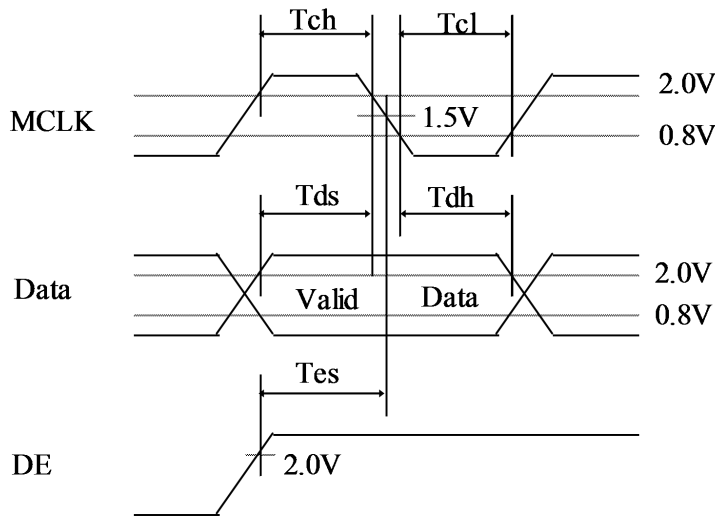 Tch
Tcl
MCLK
2.0V
1.5V
0.8V
Tds
Tdh
Data
Valid
Data
2.0V
0.8V
Tes
DE
2.0V